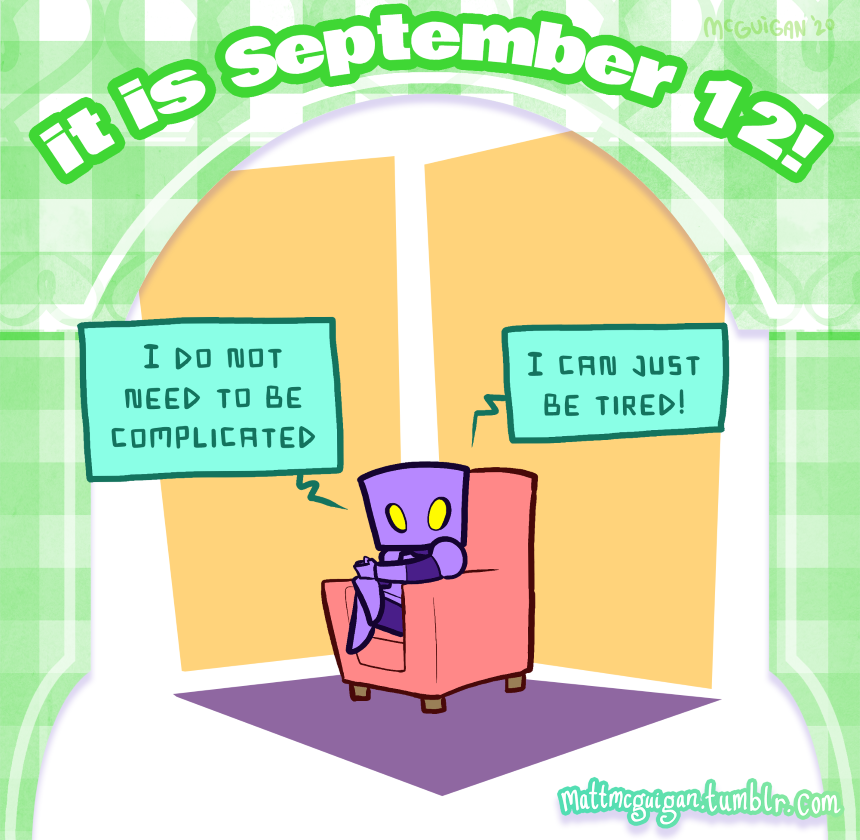 McGUIGAN '20
it is September 12!
I DO NOT
NEED TO BE
COMPLICATED
I CAN JUST
BE TIRED!
mattmcguigan.tumblr.com